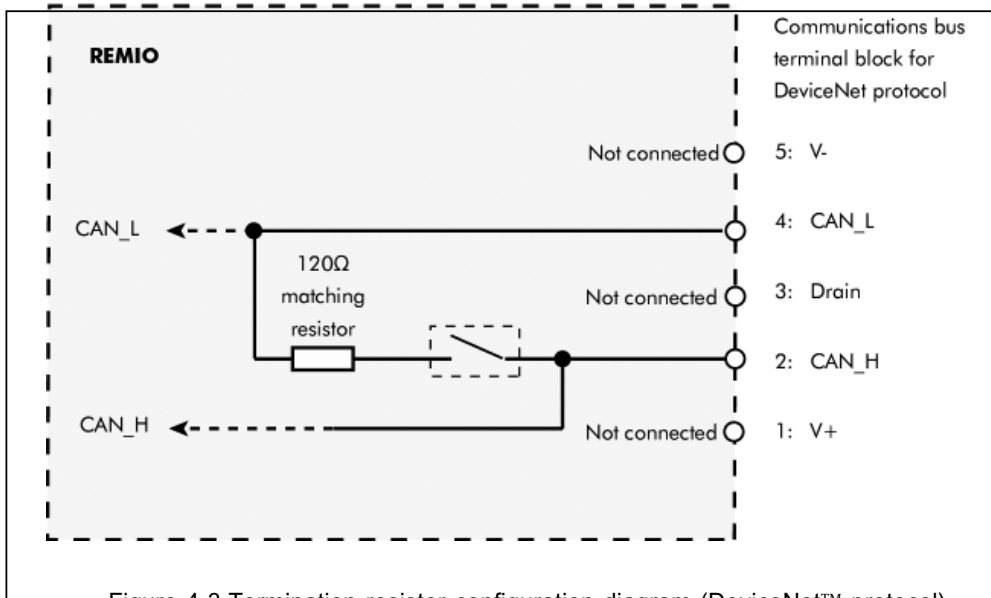 Communications bus
terminal block for
DeviceNet protocol
REMIO
Not connected 5: V-
CAN_L 4: CAN_L
120Ω
matching
resistor
Not connected 3: Drain
2: CAN_H
CAN_H
Not connected 1: V+
Figure 4-3 Termination resistor configuration diagram (DeviceNet™ protocol)